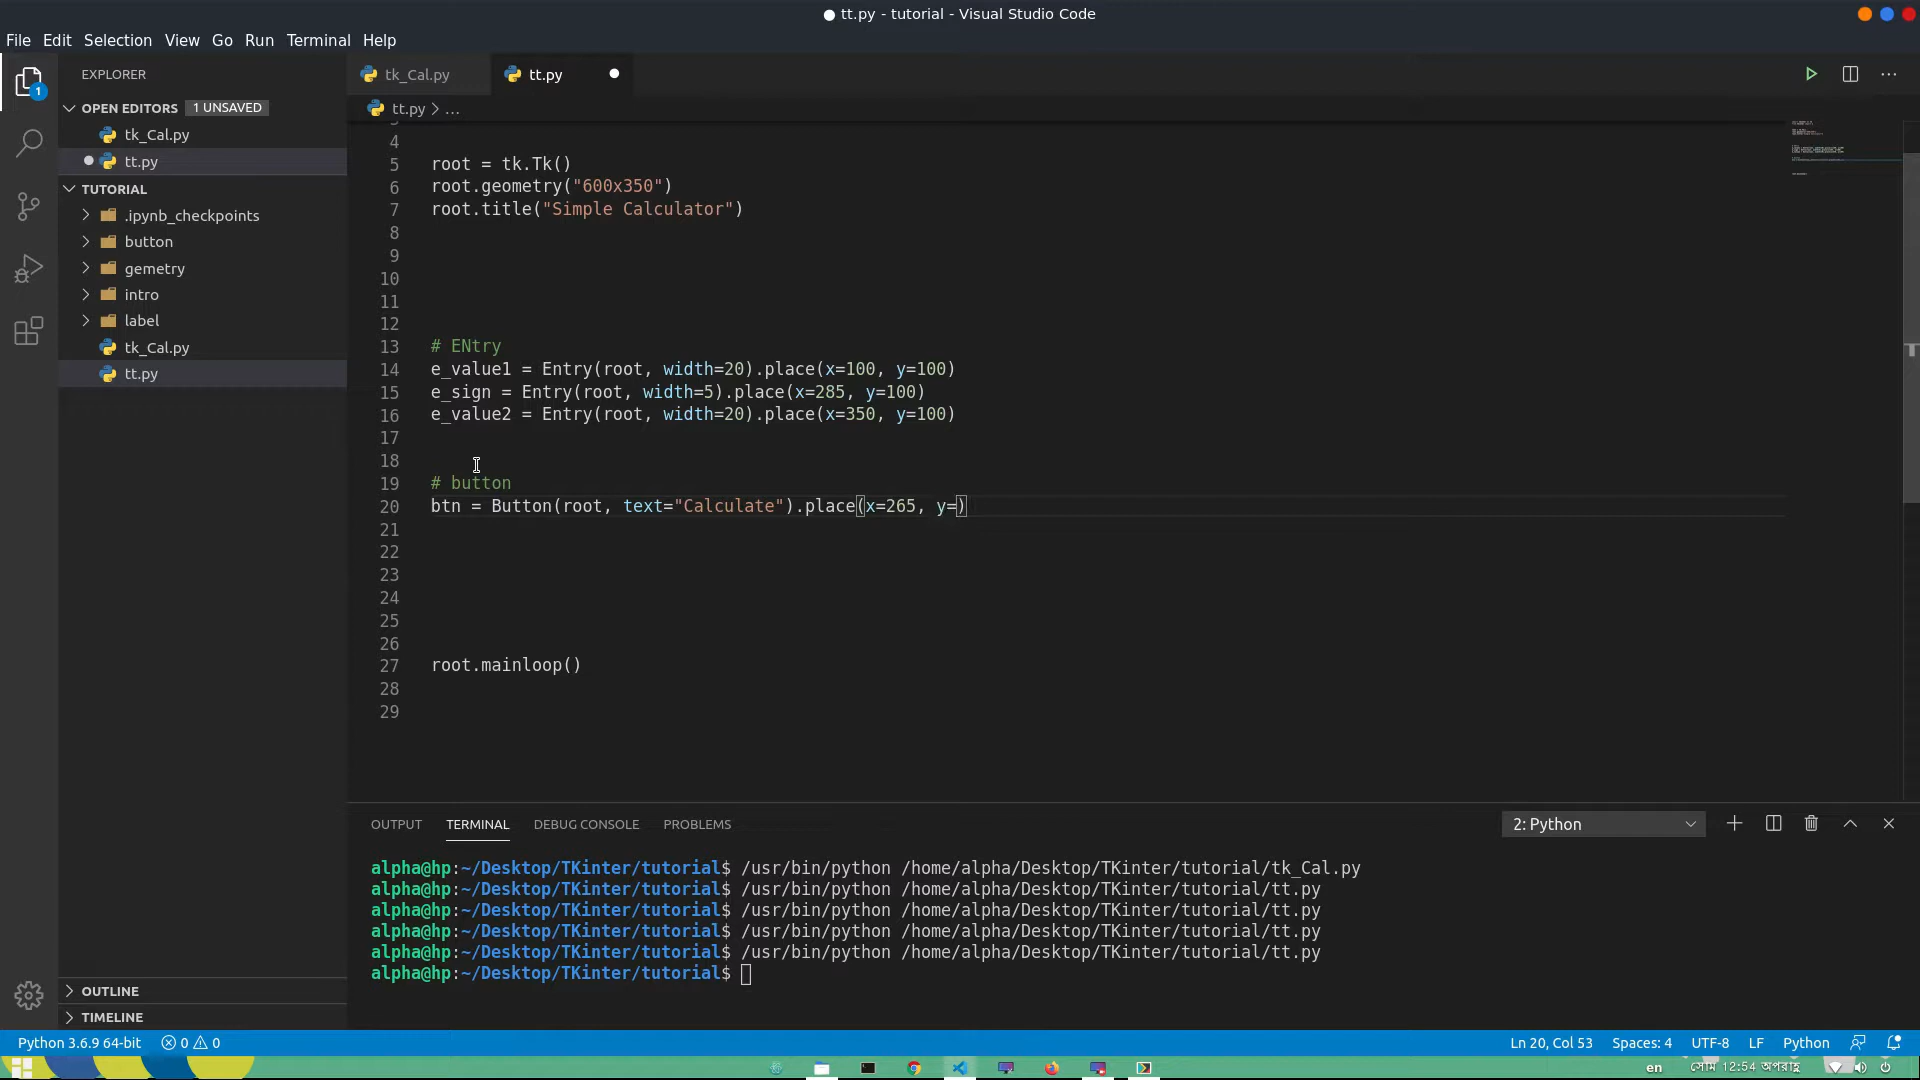 tt.py - tutorial - Visual Studio Code
File Edit Selection View Go Run Terminal Help
EXPLORER
OPEN EDITORS 1 UNSAVED
tk_Cal.py
tt.py
TUTORIAL
.ipynb_checkpoints
button
gemetry
intro
label
tk_Cal.py
tt.py
OUTLINE
TIMELINE
1
tk_Cal.py tt.py
tt.py > ...
4
5 root = tk.Tk()
6 root.geometry("600x350")
7 root.title("Simple Calculator")
8
9
10
11
12
13 # ENtry
14 e_value1 = Entry(root, width=20).place(x=100, y=100)
15 e_sign = Entry(root, width=5).place(x=285, y=100)
16 e_value2 = Entry(root, width=20).place(x=350, y=100)
17
18
19 # button
20 btn = Button(root, text="Calculate").place(x=265, y=)
21
22
23
24
25
26
27 root.mainloop()
28
29
OUTPUT TERMINAL DEBUG CONSOLE PROBLEMS 2: Python
alpha@hp:~/Desktop/TKinter/tutorial$ /usr/bin/python /home/alpha/Desktop/TKinter/tutorial/tk_Cal.py
alpha@hp:~/Desktop/TKinter/tutorial$ /usr/bin/python /home/alpha/Desktop/TKinter/tutorial/tt.py
alpha@hp:~/Desktop/TKinter/tutorial$ /usr/bin/python /home/alpha/Desktop/TKinter/tutorial/tt.py
alpha@hp:~/Desktop/TKinter/tutorial$ /usr/bin/python /home/alpha/Desktop/TKinter/tutorial/tt.py
alpha@hp:~/Desktop/TKinter/tutorial$ /usr/bin/python /home/alpha/Desktop/TKinter/tutorial/tt.py
alpha@hp:~/Desktop/TKinter/tutorial$
Python 3.6.9 64-bit 0 0 Ln 20, Col 53 Spaces: 4 UTF-8 LF Python
en সোম 12:54 অপরাহ্ণ